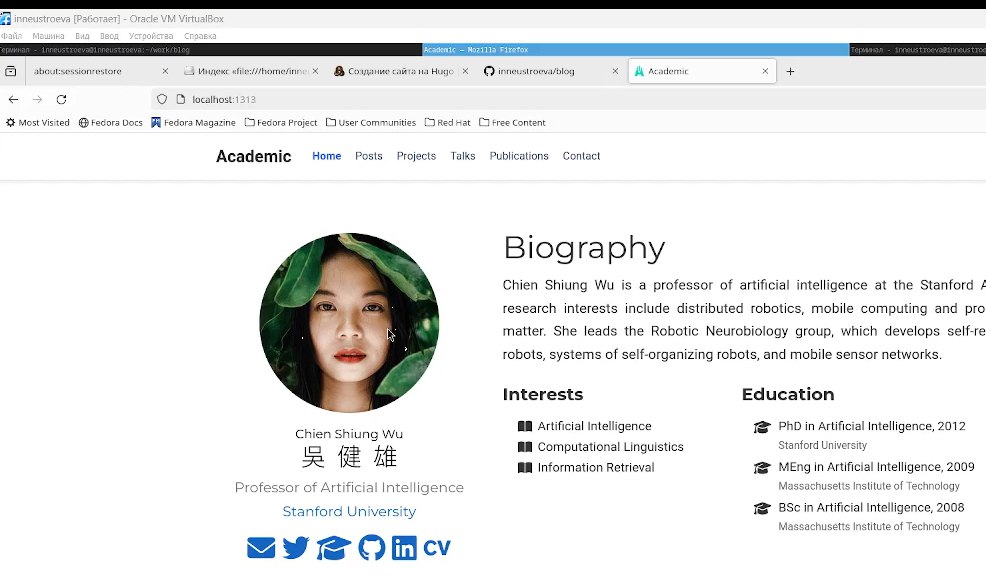 inneustroeva [Работает] - Oracle VM VirtualBox
Файл Машина Вид Ввод Устройства Справка
Терминал - inneustroeva@inneustroeva:~/work/blog Academic — Mozilla Firefox Терминал - inneustroeva@inneustroe
about:sessionrestore Индекс «file:///home/inne Создание сайта на Hugo inneustroeva/blog Academic
localhost:1313
Most Visited Fedora Docs Fedora Magazine Fedora Project User Communities Red Hat Free Content
Academic Home Posts Projects Talks Publications Contact
Biography
Chien Shiung Wu is a professor of artificial intelligence at the Stanford A
research interests include distributed robotics, mobile computing and pro
matter. She leads the Robotic Neurobiology group, which develops self-re
robots, systems of self-organizing robots, and mobile sensor networks.
Interests
Artificial Intelligence
Computational Linguistics
Information Retrieval
Education
PhD in Artificial Intelligence, 2012
Stanford University
MEng in Artificial Intelligence, 2009
Massachusetts Institute of Technology
BSc in Artificial Intelligence, 2008
Massachusetts Institute of Technology
Chien Shiung Wu
吳健雄
Professor of Artificial Intelligence
Stanford University
CV